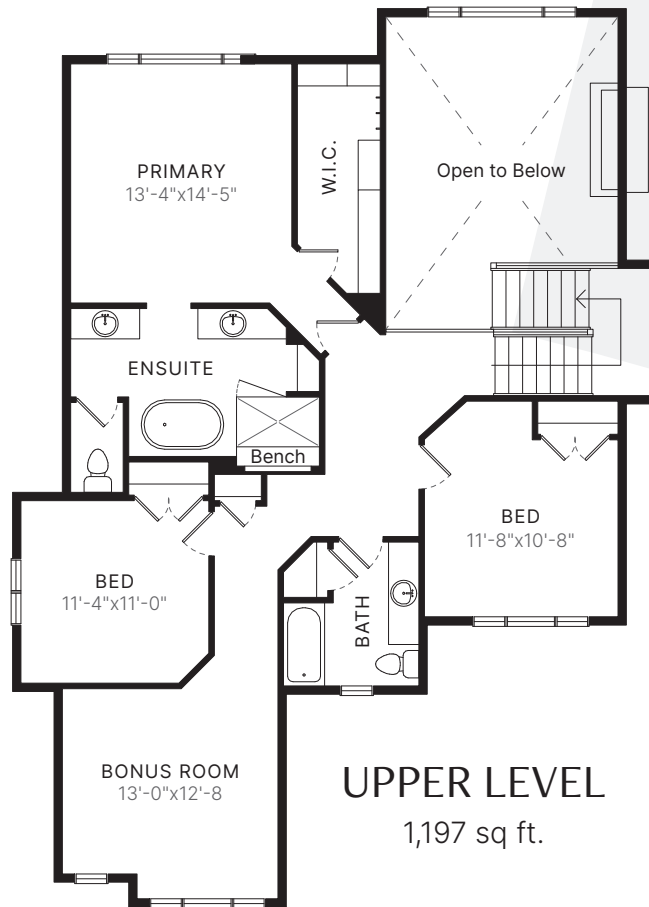 PRIMARY
13'-4"x14'-5"
W.I.C.
Open to Below
ENSUITE
Bench
BED
11'-8"x10'-8"
BED
11'-4"x11'-0"
BATH
BONUS ROOM
13'-0"x12'-8
UPPER LEVEL
1,197 sq ft.